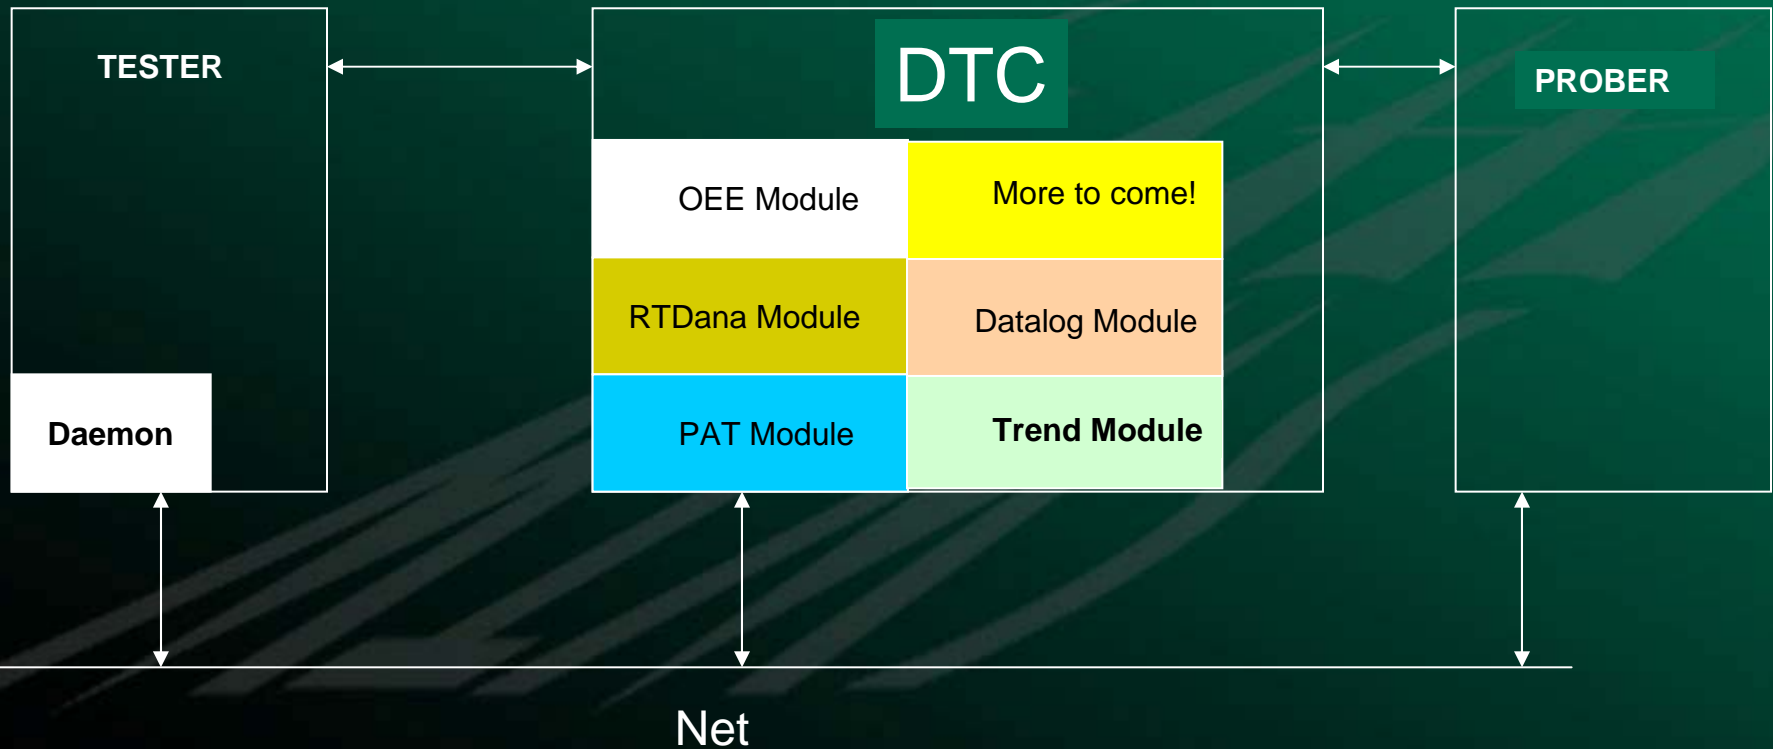 TESTER
DTC
PROBER
OEE Module
More to come!
RTDana Module
Datalog Module
PAT Module
Trend Module
Daemon
Net